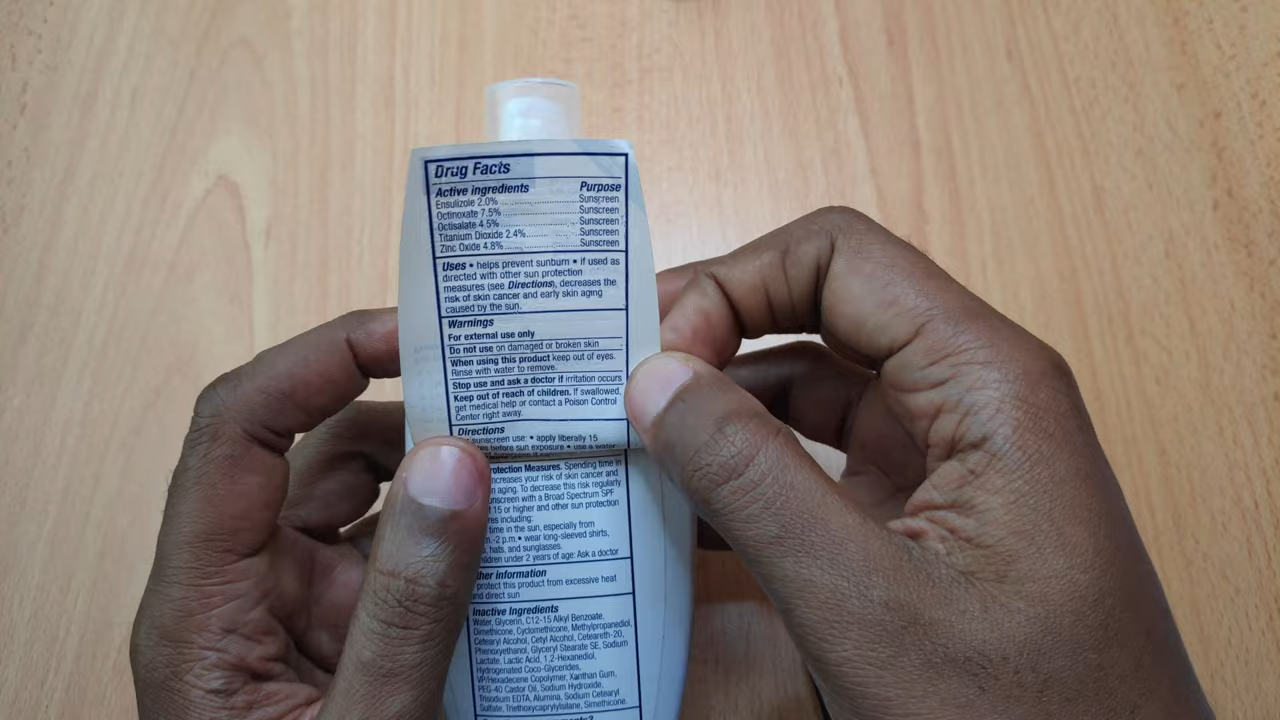 Drug Facts
Active ingredients Purpose
Ensulizole 2.0% Sunscreen
Octinoxate 7.5% Sunscreen
Octisalate 4.5% Sunscreen
Titanium Dioxide 2.4% Sunscreen
Zinc Oxide 4.8% Sunscreen
Uses • helps prevent sunburn • if used as
directed with other sun protection
measures (see Directions), decreases the
risk of skin cancer and early skin aging
caused by the sun.
Warnings
For external use only
Do not use on damaged or broken skin
When using this product keep out of eyes.
Rinse with water to remove.
Stop use and ask a doctor if irritation occurs
Keep out of reach of children. If swallowed,
get medical help or contact a Poison Control
Center right away.
Directions
sunscreen use: • apply liberally 15
before sun exposure • use a water
rotection Measures. Spending time in
ncreases your risk of skin cancer and
n aging. To decrease this risk regularly
unscreen with a Broad Spectrum SPF
15 or higher and other sun protection
res including:
time in the sun, especially from
m.-2 p.m. • wear long-sleeved shirts,
, hats, and sunglasses.
ildren under 2 years of age: Ask a doctor
her information
protect this product from excessive heat
and direct sun
Inactive Ingredients
Water, Glycerin, C12-15 Alkyl Benzoate,
Dimethicone, Cyclomethicone, Methylpropanediol,
Cetearyl Alcohol, Cetyl Alcohol, Ceteareth-20,
Phenoxyethanol, Glyceryl Stearate SE, Sodium
Lactate, Lactic Acid, 1,2-Hexanediol,
Hydrogenated Coco-Glycerides,
VP/Hexadecene Copolymer, Xanthan Gum,
PEG-40 Castor Oil, Sodium Hydroxide,
Trisodium EDTA, Alumina, Sodium Cetearyl
Sulfate, Triethoxycaprylylsilane, Simethicone.